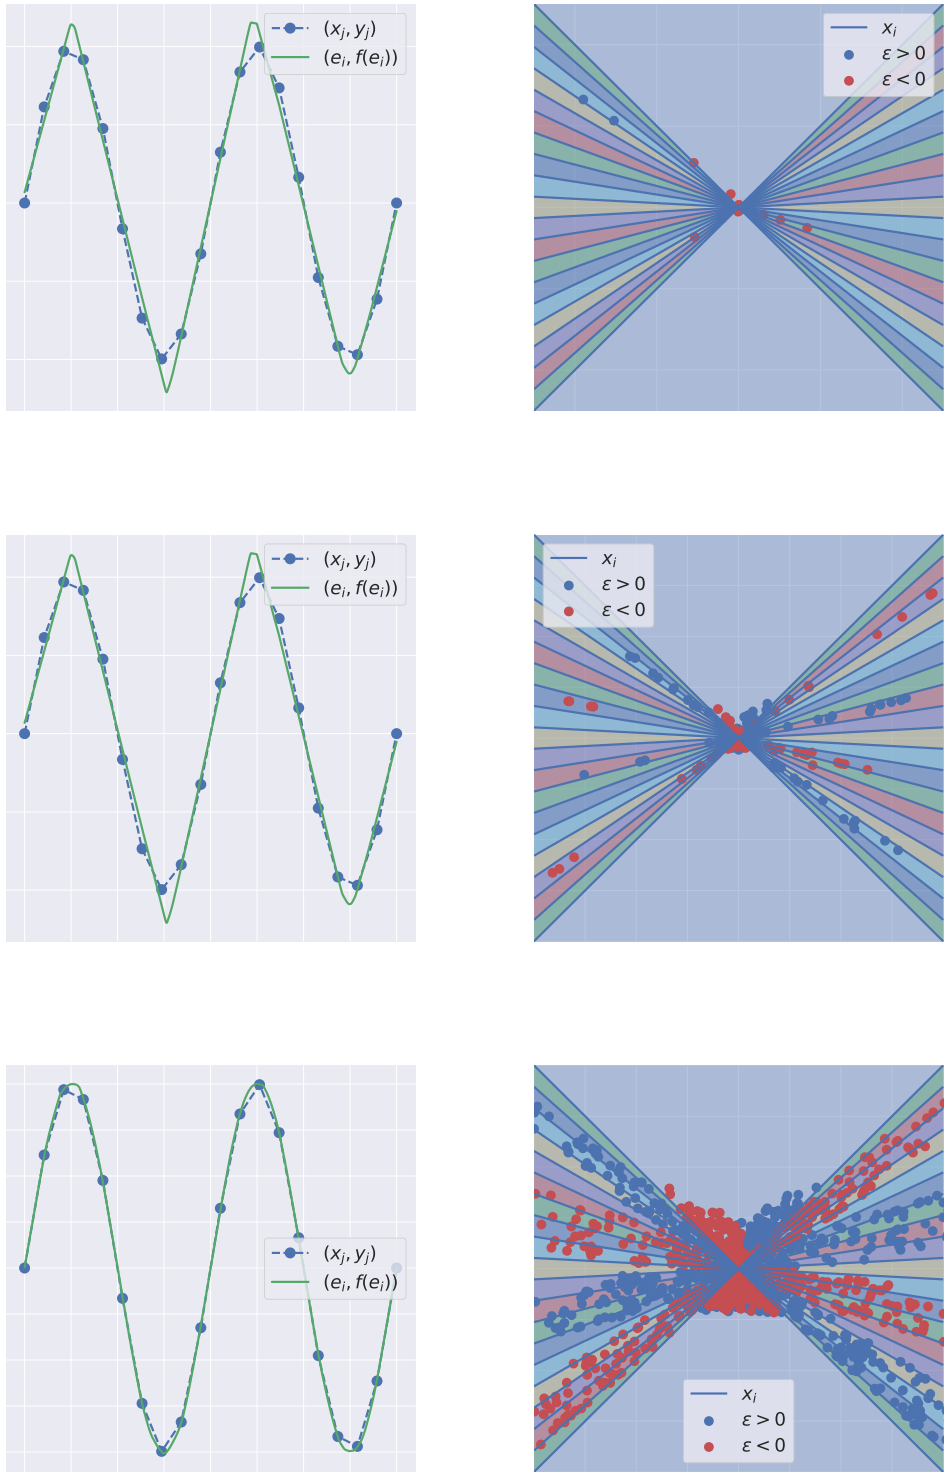 (x_j, y_j)
(e_i, f(e_i))
x_i
ε > 0
ε < 0
(x_j, y_j)
(e_i, f(e_i))
x_i
ε > 0
ε < 0
(x_j, y_j)
(e_i, f(e_i))
x_i
ε > 0
ε < 0